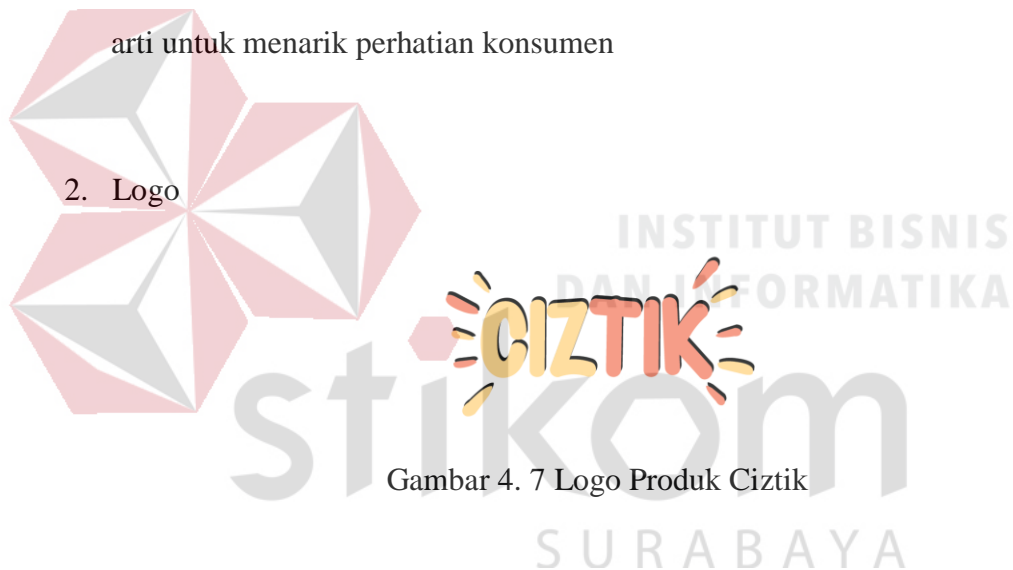 arti untuk menarik perhatian konsumen
2. Logo
INSTITUT BISNIS
DAN INFORMATIKA
CIZTIK
stikom
Gambar 4. 7 Logo Produk Ciztik
SURABAYA